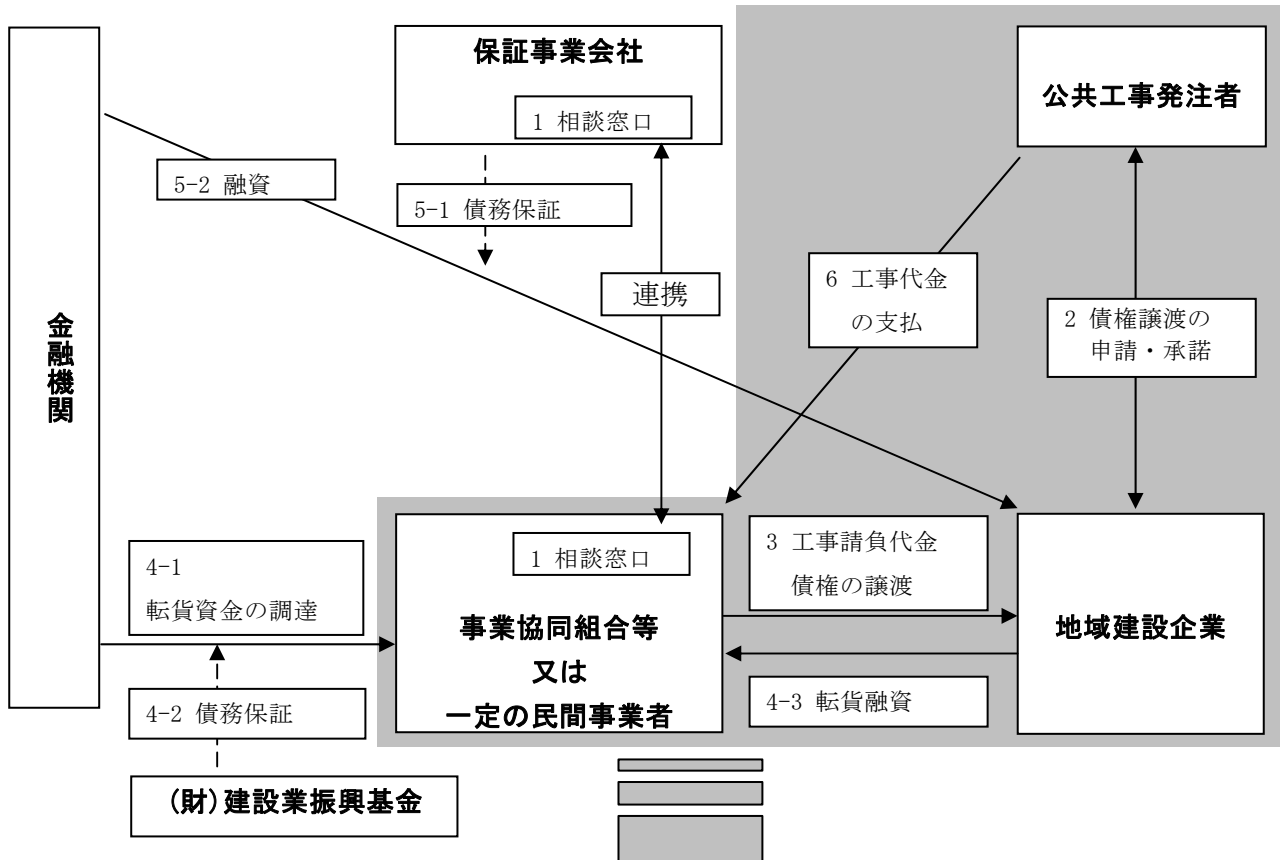 保証事業会社
1 相談窓口
公共工事発注者
5-2 融資
5-1 債務保証
連携
6 工事代金
の支払
2 債権譲渡の
申請・承諾
金融機関
4-1
転貸資金の調達
4-2 債務保証
(財)建設業振興基金
1 相談窓口
事業協同組合等
又は
一定の民間事業者
3 工事請負代金
債権の譲渡
4-3 転貸融資
地域建設企業